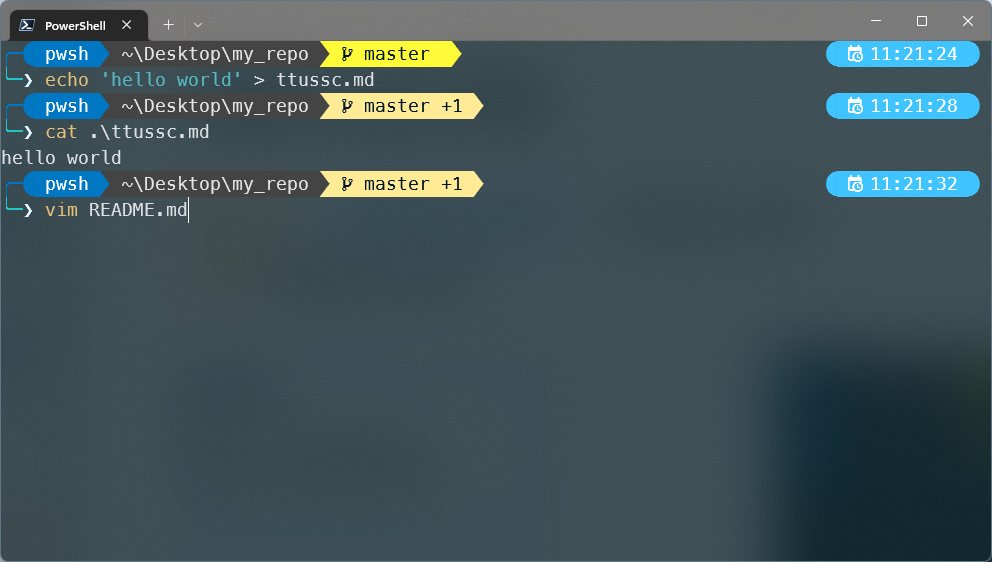 PowerShell
pwsh ~\Desktop\my_repo master 11:21:24
❯ echo 'hello world' > ttussc.md
pwsh ~\Desktop\my_repo master +1 11:21:28
❯ cat .\ttussc.md
hello world
pwsh ~\Desktop\my_repo master +1 11:21:32
❯ vim README.md